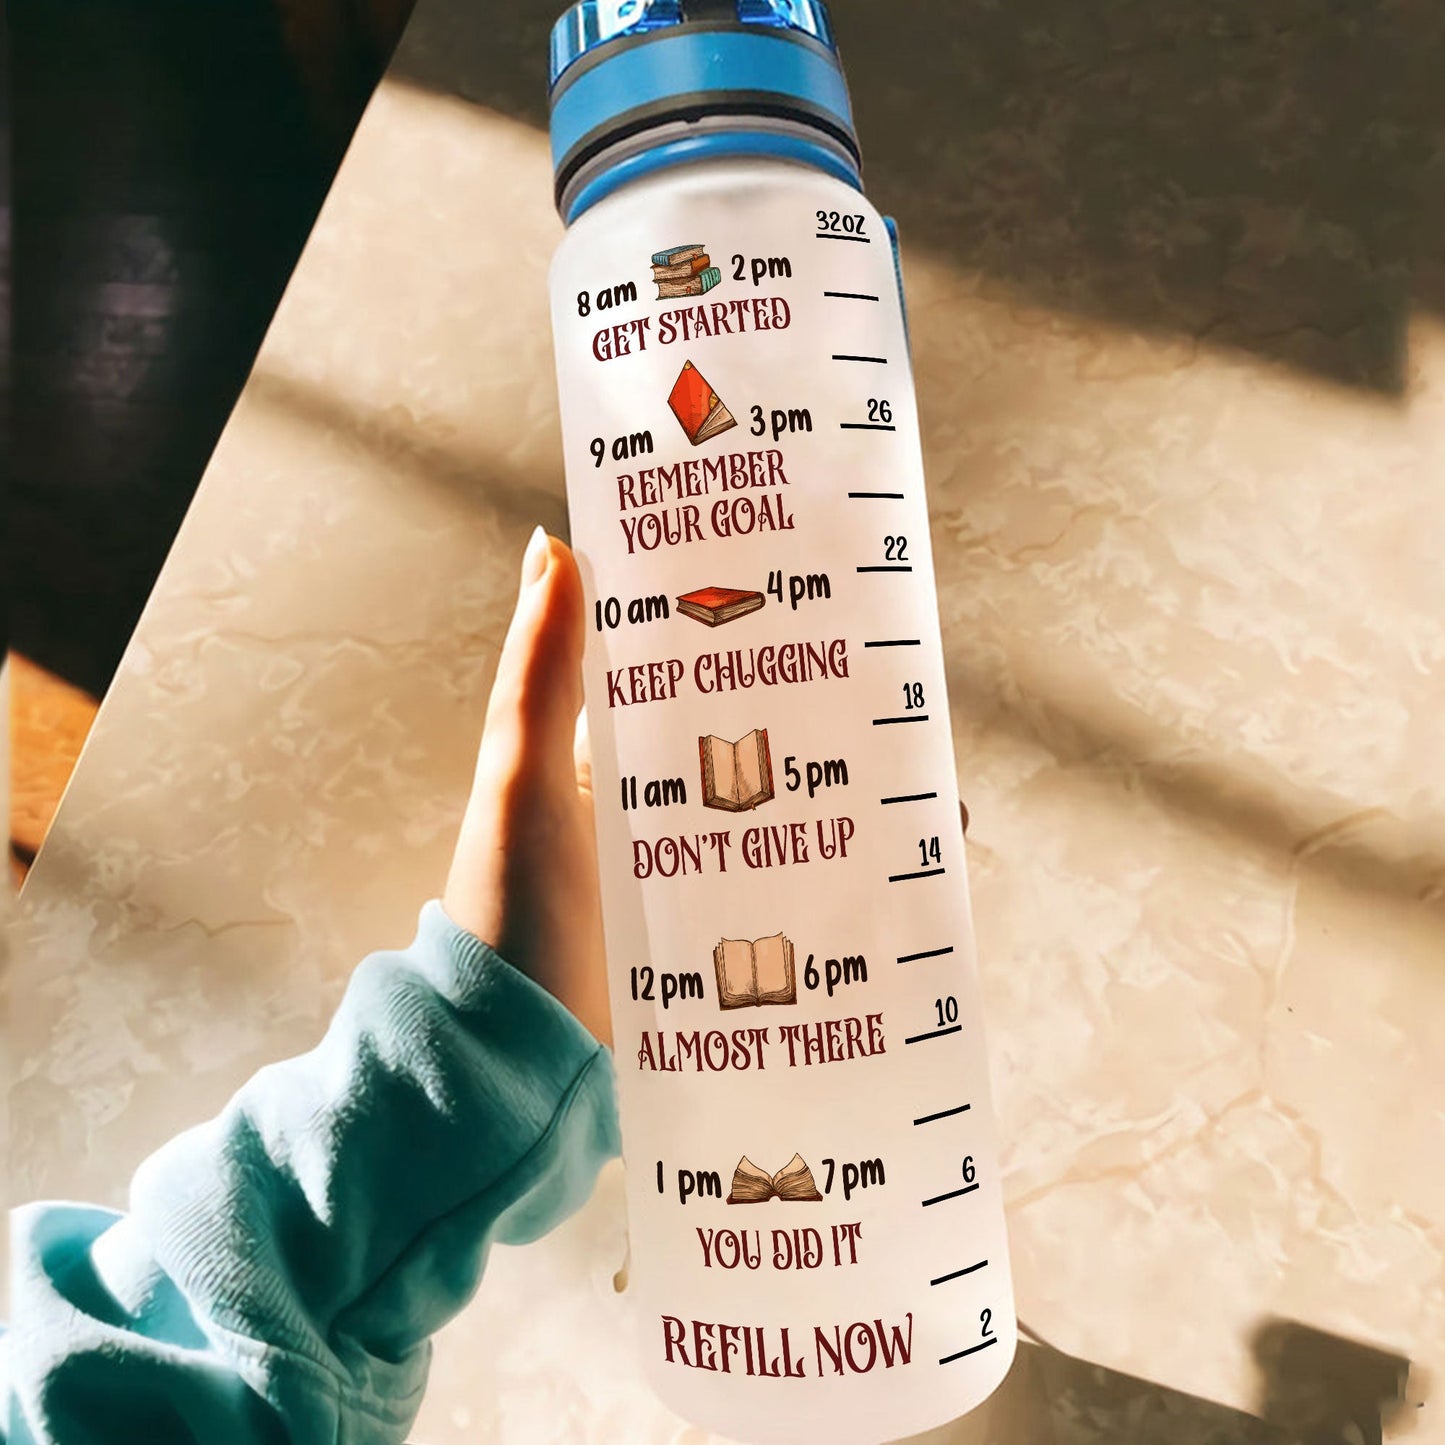 32OZ
8 am 2 pm
GET STARTED
26
9 am 3 pm
REMEMBER
YOUR GOAL
22
10 am 4 pm
KEEP CHUGGING
18
11 am 5 pm
DON'T GIVE UP
14
12 pm 6 pm
ALMOST THERE
10
1 pm 7 pm
6
YOU DID IT
REFILL NOW
2